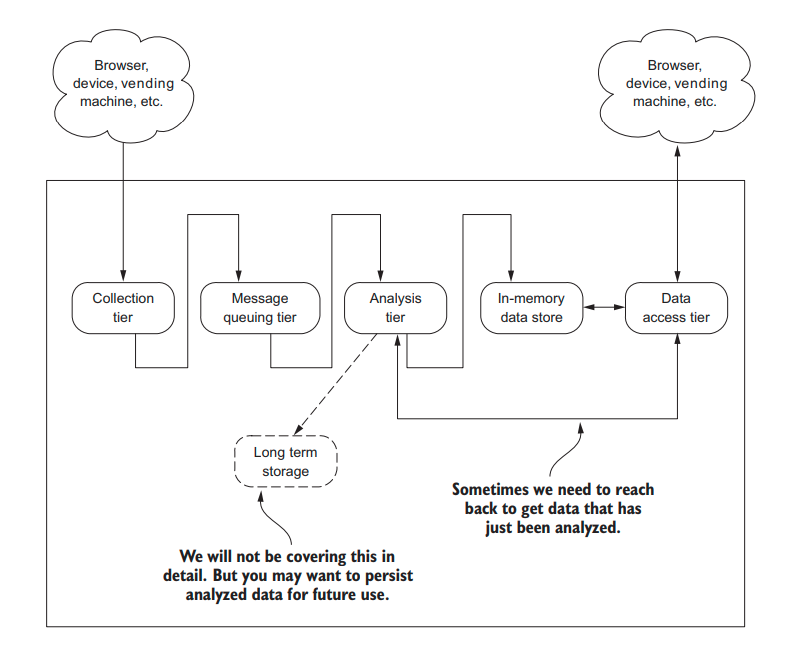 Browser,
device, vending
machine, etc.
Browser,
device, vending
machine, etc.
Collection
tier
Message
queuing tier
Analysis
tier
In-memory
data store
Data
access tier
Long term
storage
Sometimes we need to reach
back to get data that has
just been analyzed.
We will not be covering this in
detail. But you may want to persist
analyzed data for future use.